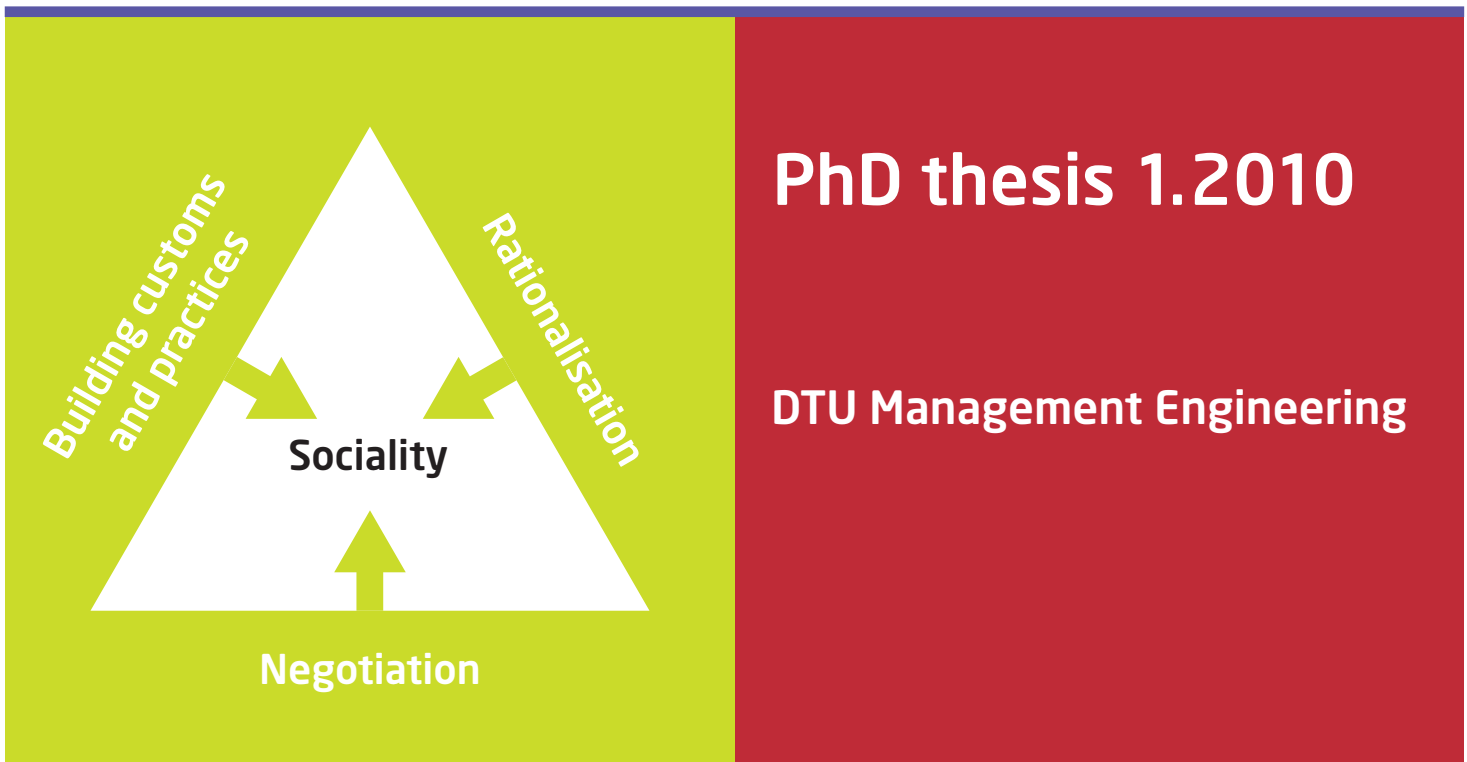 Building customs
and practices
Rationalisation
Sociality
Negotiation
PhD thesis 1.2010
DTU Management Engineering